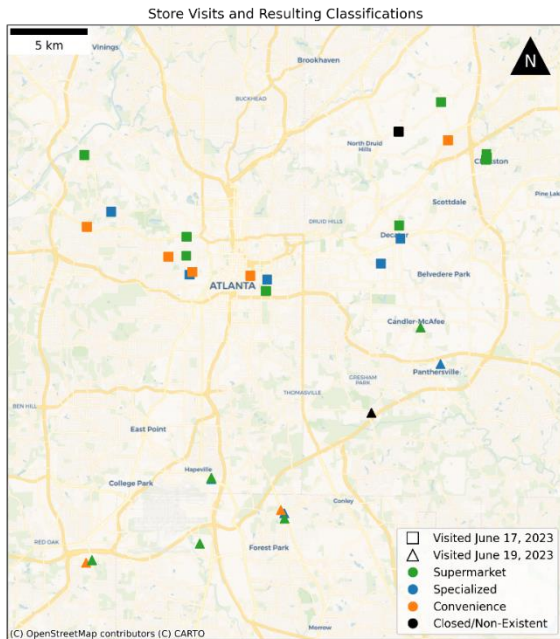 Store Visits and Resulting Classifications
5 km
Vinings
Brookhaven
N
BUCKHEAD
North Druid
Hills
Clarkston
Pine Lake
Scottdale
DRUID HILLS
Decatur
Belvedere Park
ATLANTA
Candler-McAfee
GRESHAM
PARK
Panthersville
THOMASVILLE
BEN HILL
East Point
College Park
Hapeville
Conley
RED OAK
Forest Park
Morrow
Visited June 17, 2023
Visited June 19, 2023
Supermarket
Specialized
Convenience
Closed/Non-Existent
(C) OpenStreetMap contributors (C) CARTO